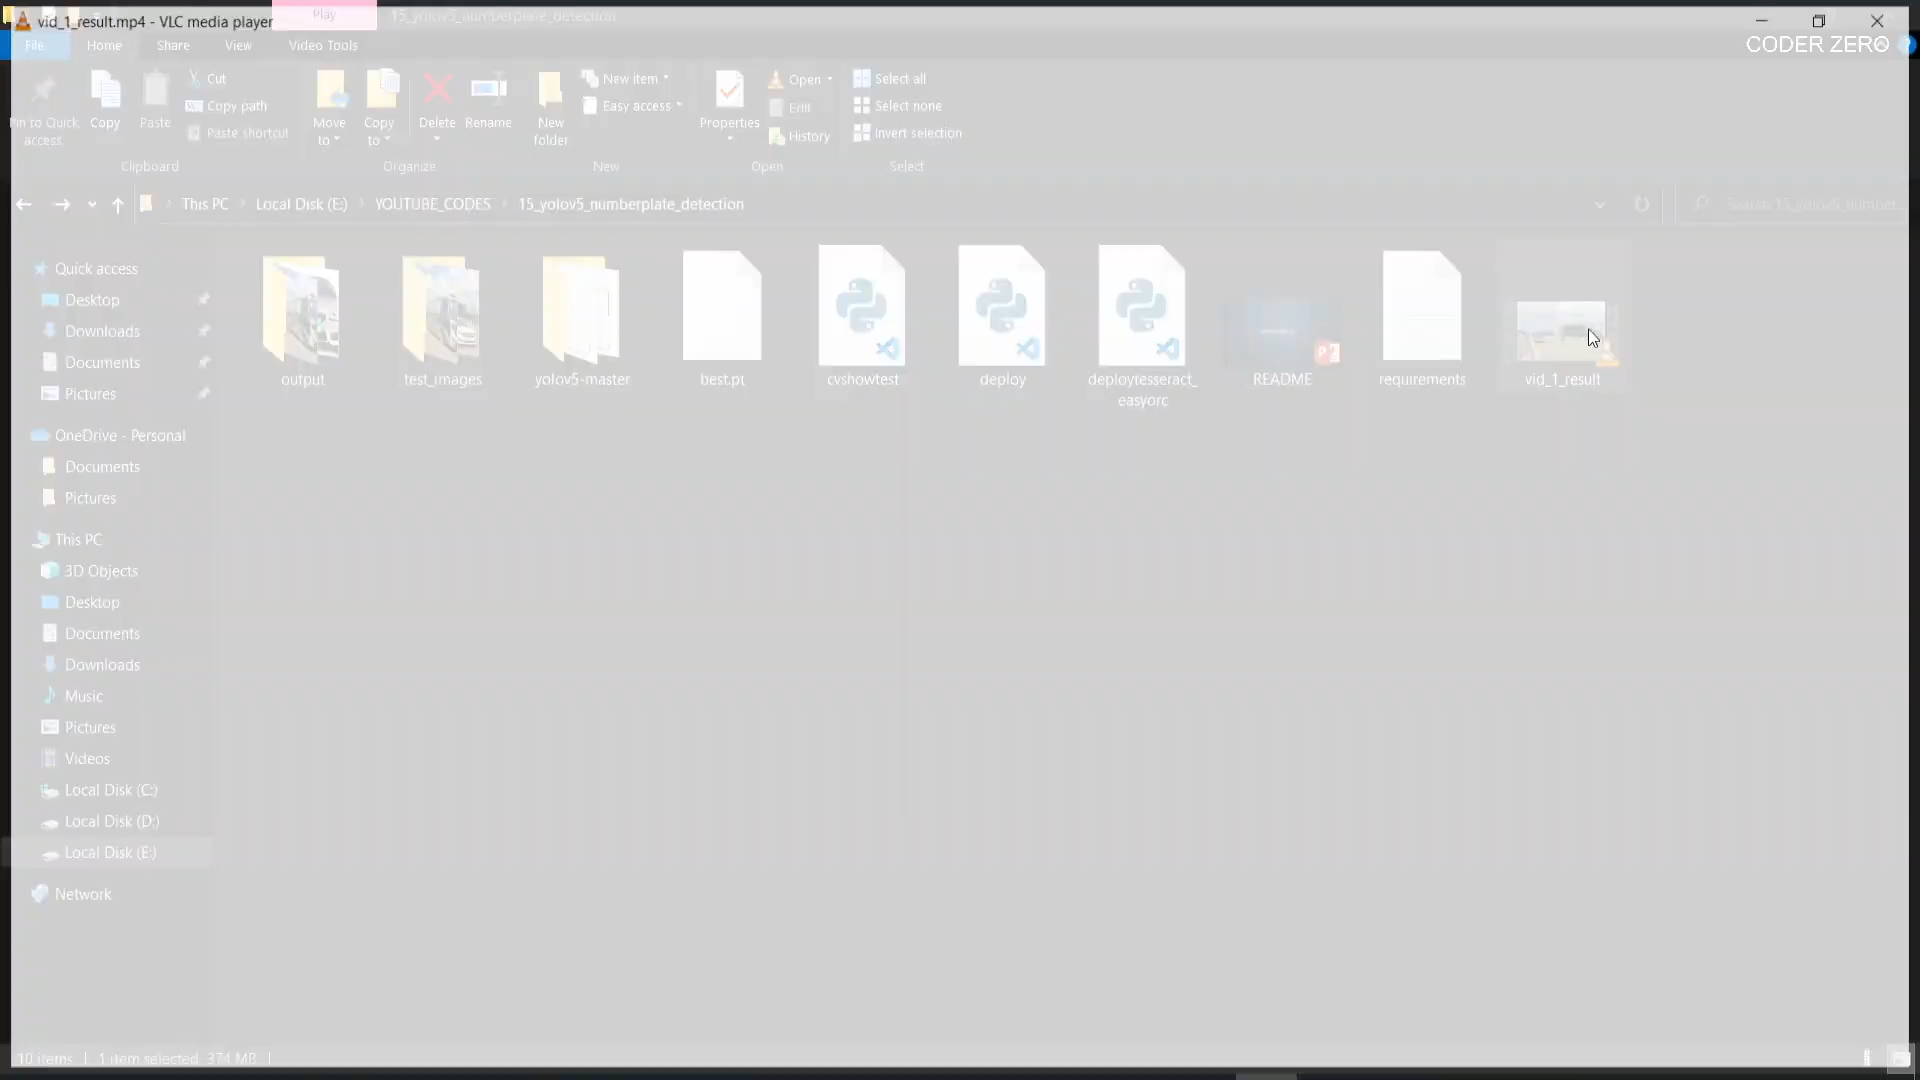 vid_1_result.mp4 - VLC media player
Play
15_yolov5_numberplate_detection
File
Home
Share
View
Video Tools
CODER ZERO
Pin to Quick access
Copy
Paste
Cut
Copy path
Paste shortcut
Move to
Copy to
Delete
Rename
New folder
New item
Easy access
Properties
Open
Edit
History
Select all
Select none
Invert selection
Clipboard
Organize
New
Open
Select
This PC
Local Disk (E:)
YOUTUBE_CODES
15_yolov5_numberplate_detection
Search 15_yolov5_number...
Quick access
Desktop
Downloads
Documents
Pictures
OneDrive - Personal
Documents
Pictures
This PC
3D Objects
Desktop
Documents
Downloads
Music
Pictures
Videos
Local Disk (C:)
Local Disk (D:)
Local Disk (E:)
Network
output
test_images
yolov5-master
best.pt
cvshowtest
deploy
deploytesseract_
easyorc
README
requirements
vid_1_result
10 items
1 item selected 374 MB